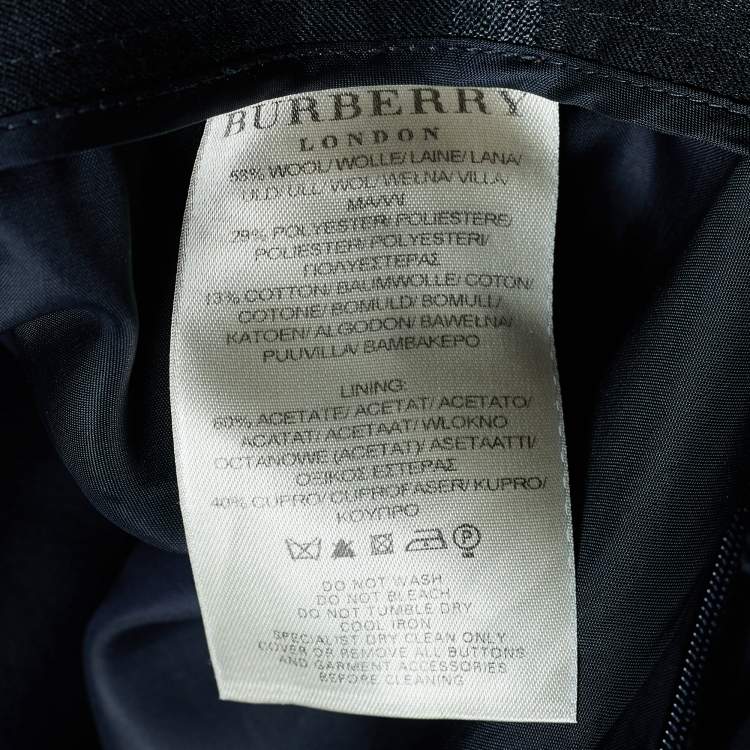 BURBERRY
LONDON
58% WOOL/ WOLLE/ LAINE/ LANA/
ULD/ ULL/ WOL/ WEŁNA/ VILLA/
ΜΑΛΛΙ
29% POLYESTER/ POLIESTERE/
POLIESTER/ POLYESTERI/
ΠΟΛΥΕΣΤΕΡΑΣ
13% COTTON/ BAUMWOLLE/ COTON/
COTONE/ BOMULD/ BOMULL/
KATOEN/ ALGODON/ BAWEŁNA/
PUUVILLA/ ΒΑΜΒΑΚΕΡΟ
LINING:
60% ACETATE/ ACETAT/ ACETATO/
ACATAT/ ACETAAT/ WLOKNO
OCTANOWE (ACETAT)/ ASETAATTI/
ΟΞΙΚΟΣ ΕΣΤΕΡΑΣ
40% CUPRO/ CUPROFASER/ KUPRO/
ΚΟΥΠΡΟ
P
DO NOT WASH
DO NOT BLEACH
DO NOT TUMBLE DRY
COOL IRON
SPECIALIST DRY CLEAN ONLY
COVER OR REMOVE ALL BUTTONS
AND GARMENT ACCESSORIES
BEFORE CLEANING